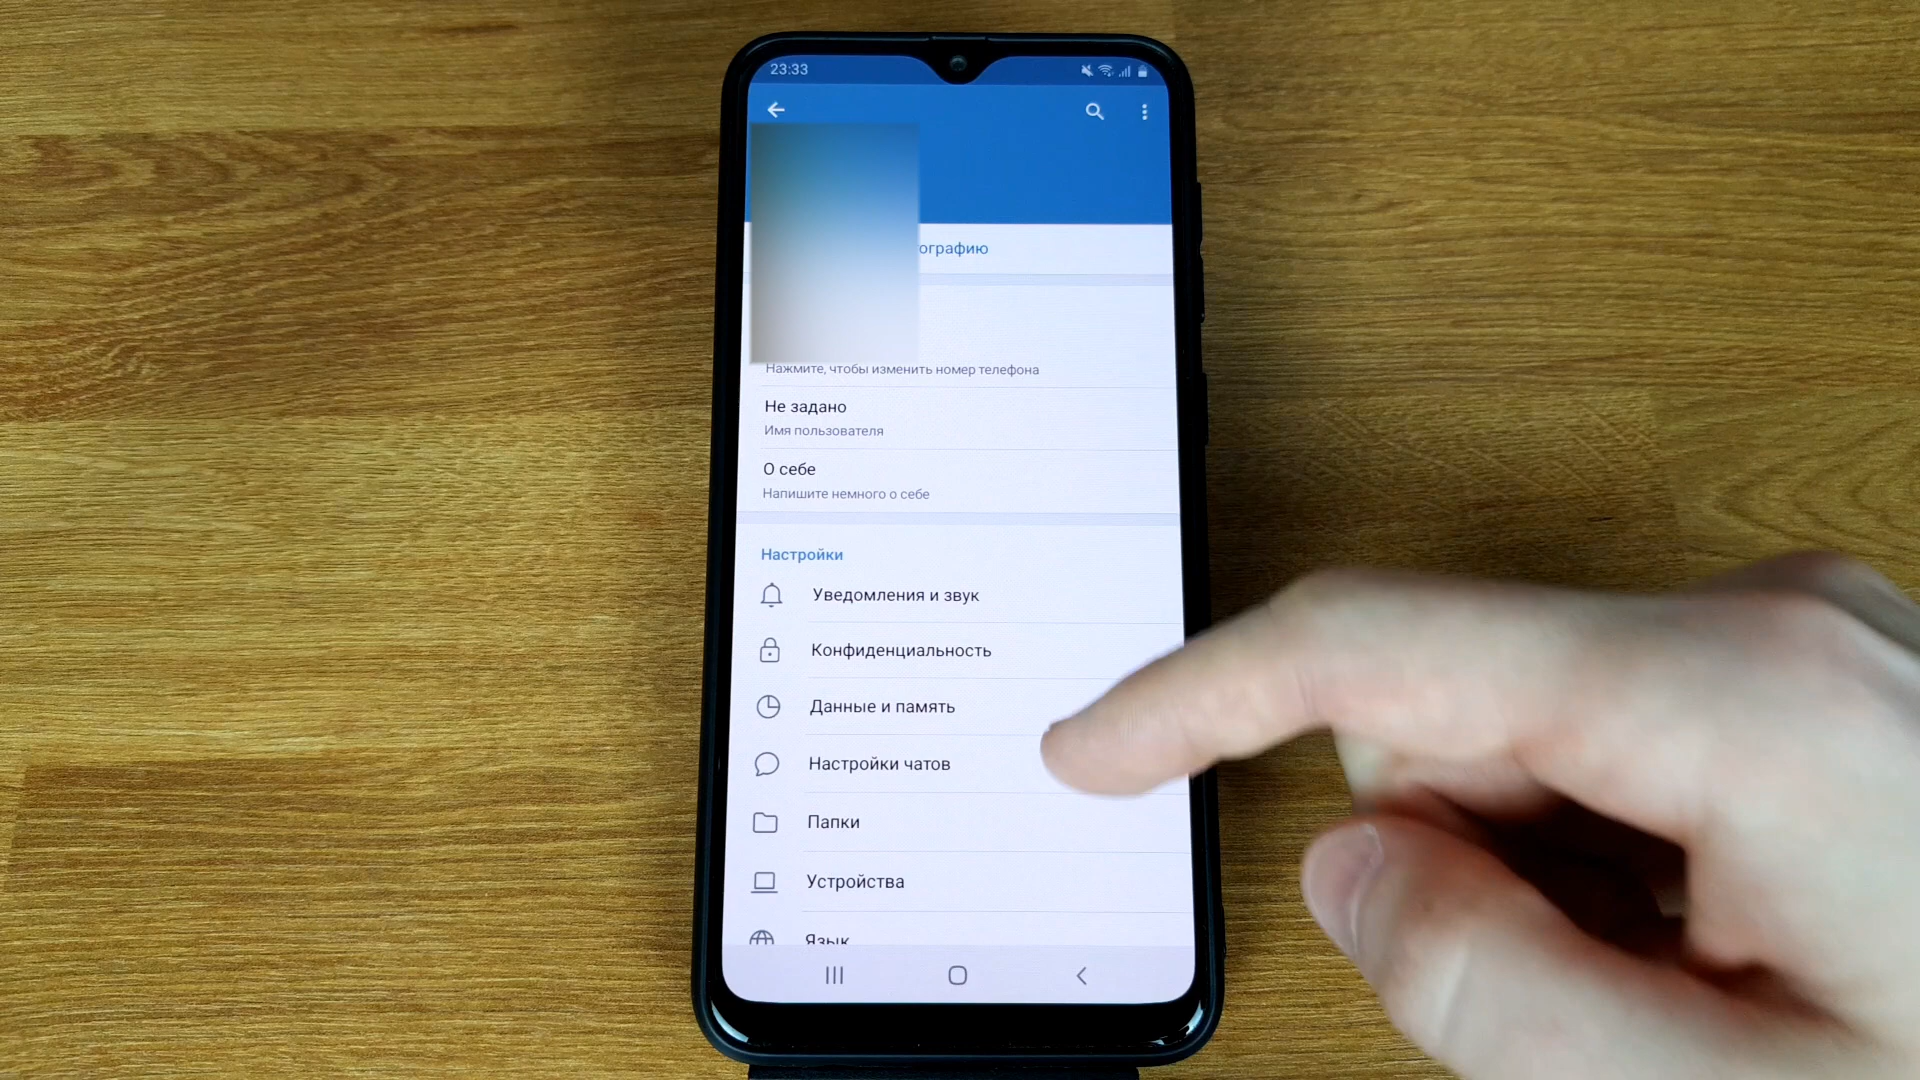 23:33
ографию
Нажмите, чтобы изменить номер телефона
Не задано
Имя пользователя
О себе
Напишите немного о себе
Настройки
Уведомления и звук
Конфиденциальность
Данные и память
Настройки чатов
Папки
Устройства
Язык